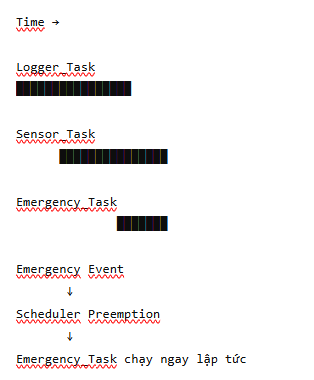 Time →
Logger_Task
████████████████
Sensor_Task
███████████████
Emergency_Task
███████
Emergency Event
↓
Scheduler Preemption
↓
Emergency_Task chạy ngay lập tức